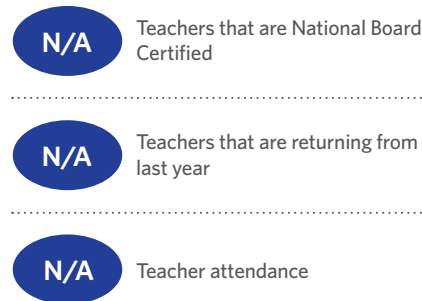 N/A
Teachers that are National Board
Certified
N/A
Teachers that are returning from
last year
N/A
Teacher attendance